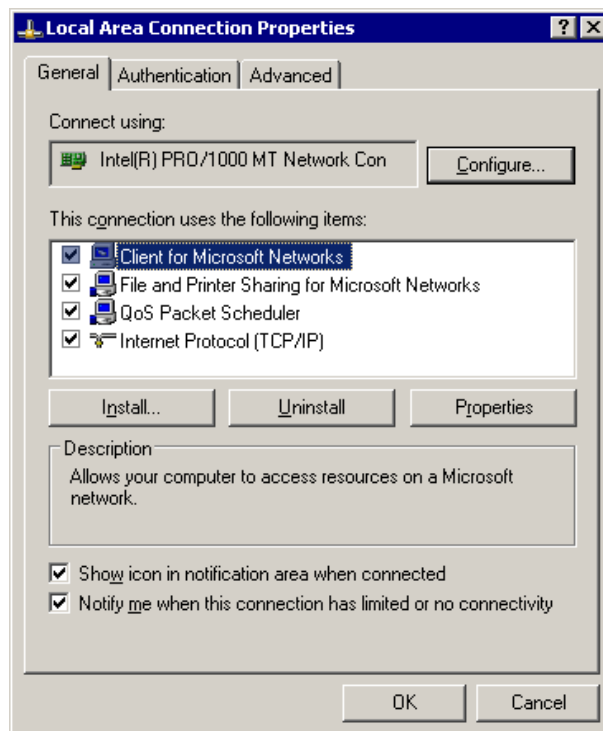 Local Area Connection Properties
General Authentication Advanced
Connect using:
Intel(R) PRO/1000 MT Network Con
Configure...
This connection uses the following items:
Client for Microsoft Networks
File and Printer Sharing for Microsoft Networks
QoS Packet Scheduler
Internet Protocol (TCP/IP)
Install... Uninstall Properties
Description
Allows your computer to access resources on a Microsoft
network.
Show icon in notification area when connected
Notify me when this connection has limited or no connectivity
OK Cancel